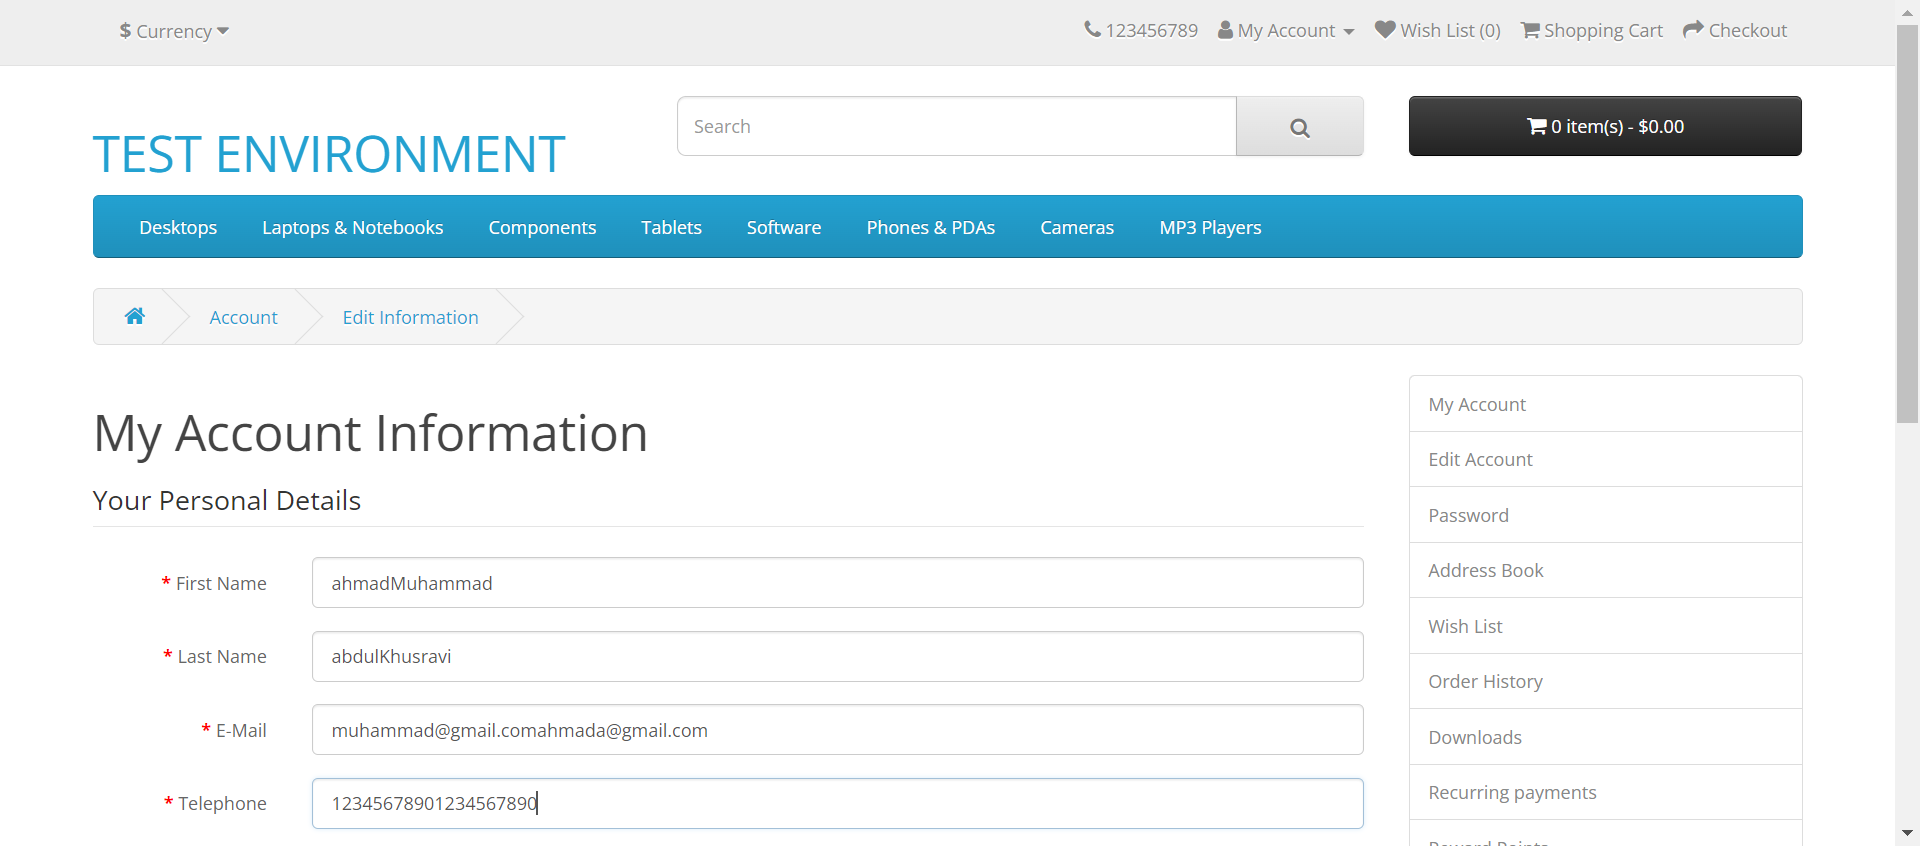 $ Currency
123456789 My Account Wish List (0) Shopping Cart Checkout
TEST ENVIRONMENT
Search
0 item(s) - $0.00
Desktops Laptops & Notebooks Components Tablets Software Phones & PDAs Cameras MP3 Players
Account Edit Information
My Account Information
Your Personal Details
* First Name ahmadMuhammad
* Last Name abdulKhusravi
* E-Mail muhammad@gmail.comahmada@gmail.com
* Telephone 12345678901234567890
My Account
Edit Account
Password
Address Book
Wish List
Order History
Downloads
Recurring payments